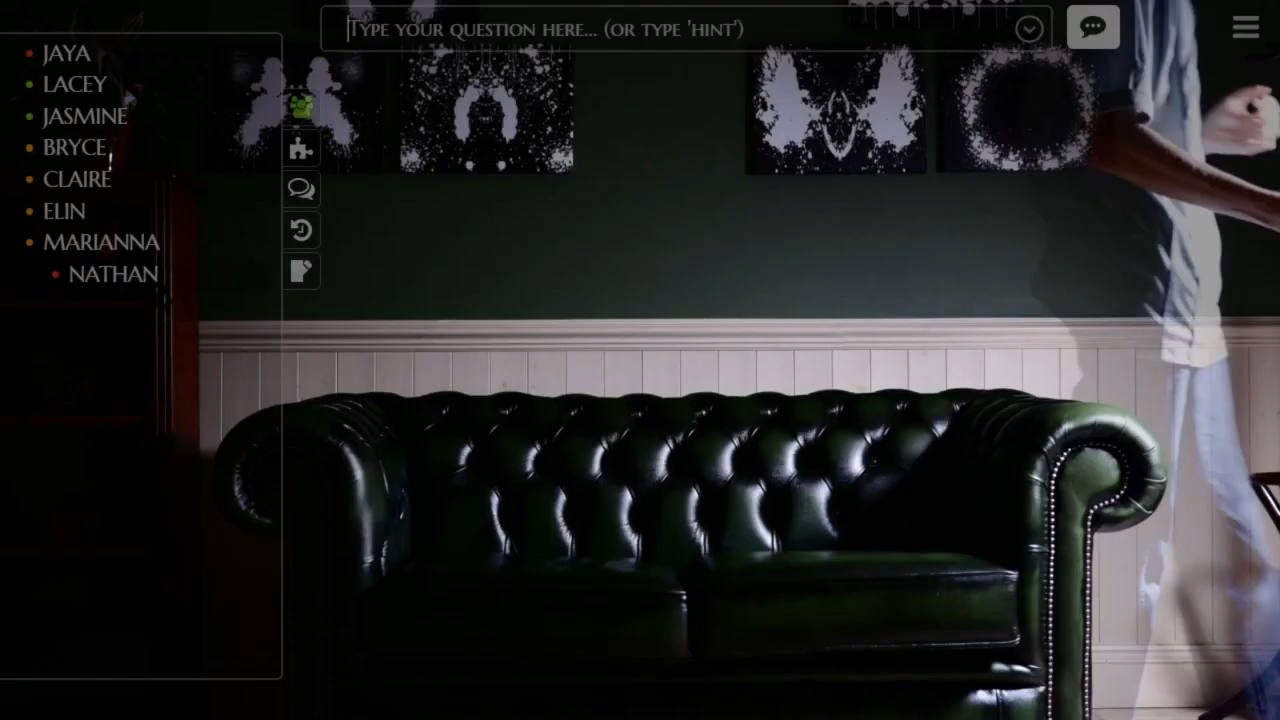 Type your question here... (or type 'hint')
Jaya
Lacey
Jasmine
Bryce
Claire
Elin
Marianna
Nathan